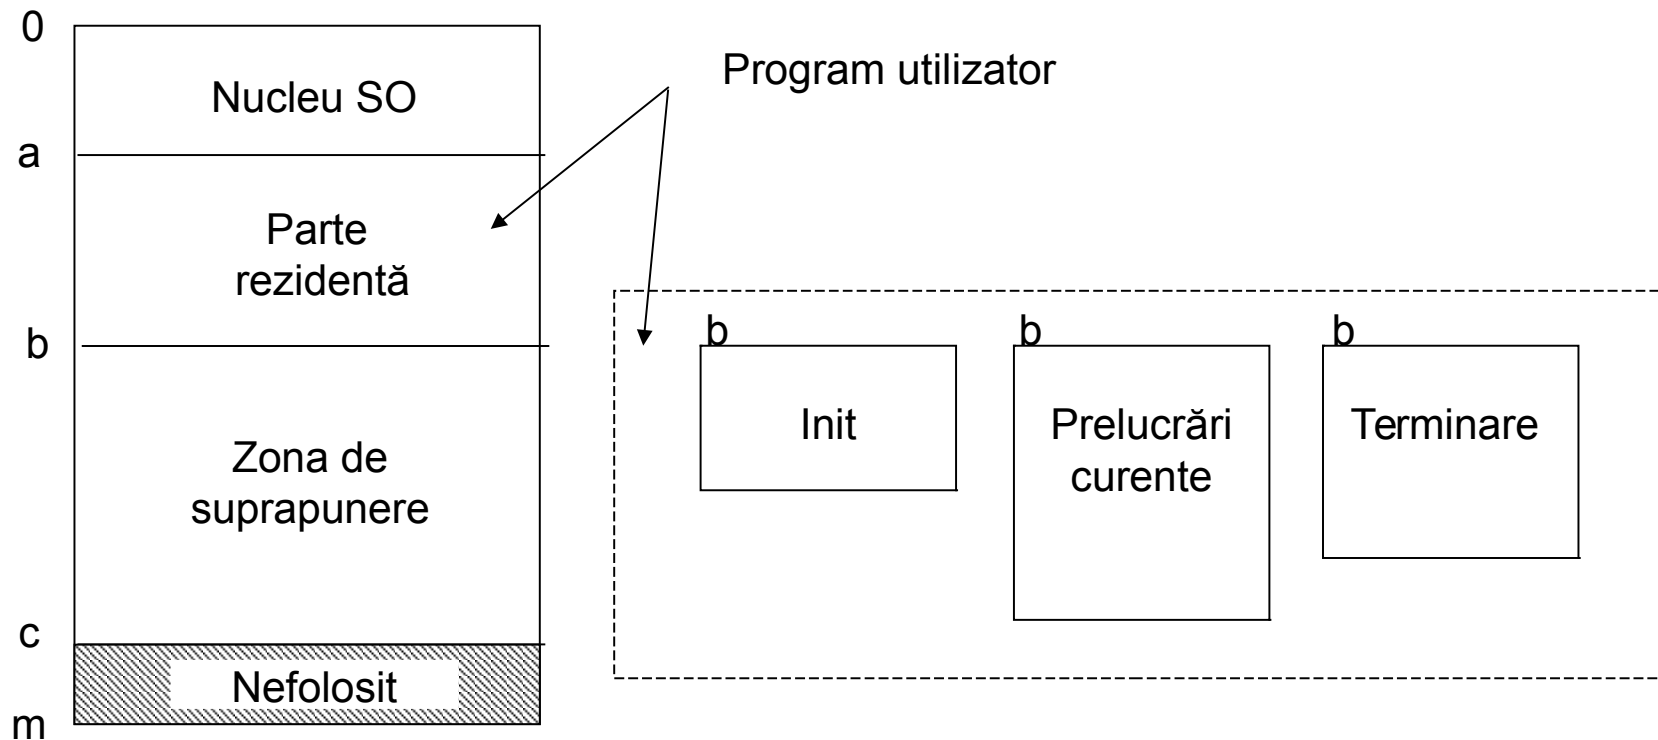 0
Nucleu SO
Program utilizator
a
Parte
rezidentă
b
b
b
b
Init
Prelucrări
curente
Terminare
Zona de
suprapunere
c
Nefolosit
m